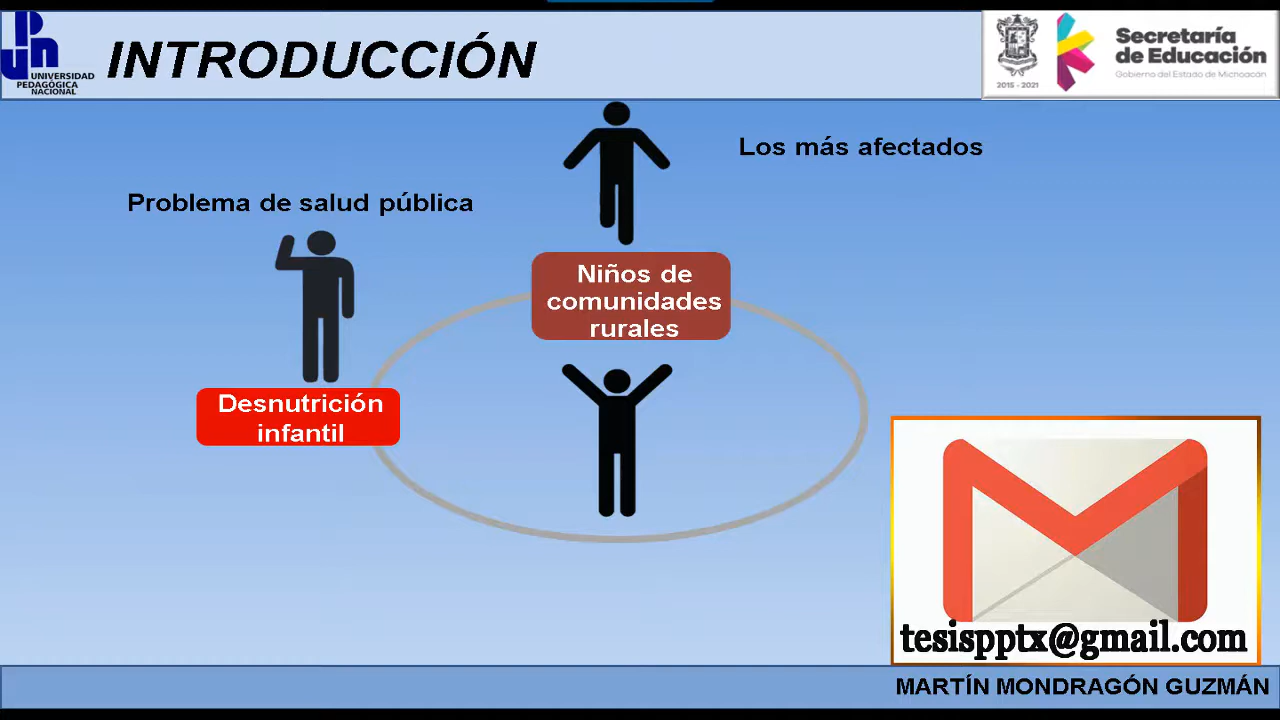 UNIVERSIDAD
PEDAGÓGICA
NACIONAL
INTRODUCCIÓN
Secretaría
de Educación
Gobierno del Estado de Michoacán
2015 - 2021
Los más afectados
Problema de salud pública
Niños de
comunidades
rurales
Desnutrición
infantil
tesispptx@gmail.com
MARTÍN MONDRAGÓN GUZMÁN